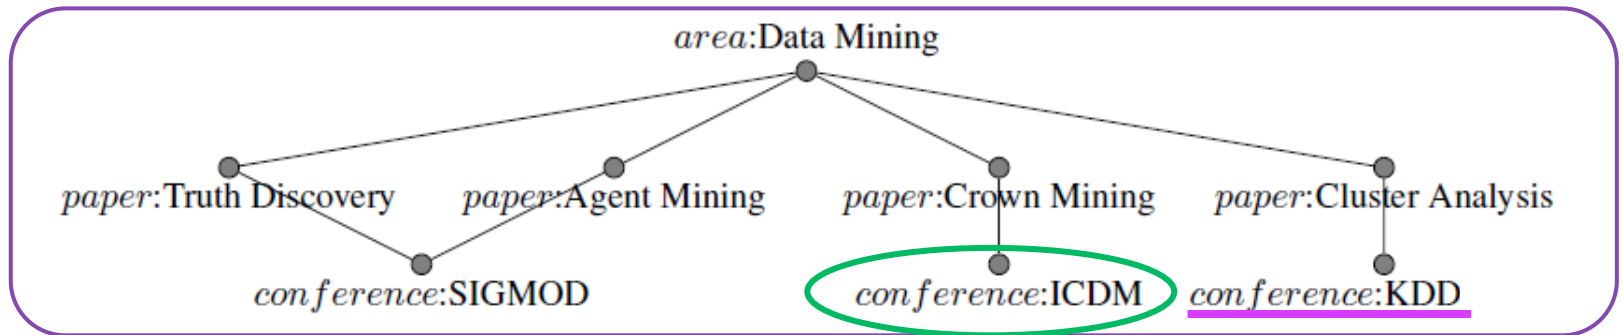 area:Data Mining
paper:Truth Discovery
paper:Agent Mining
paper:Crown Mining
paper:Cluster Analysis
conference:SIGMOD
conference:ICDM
conference:KDD